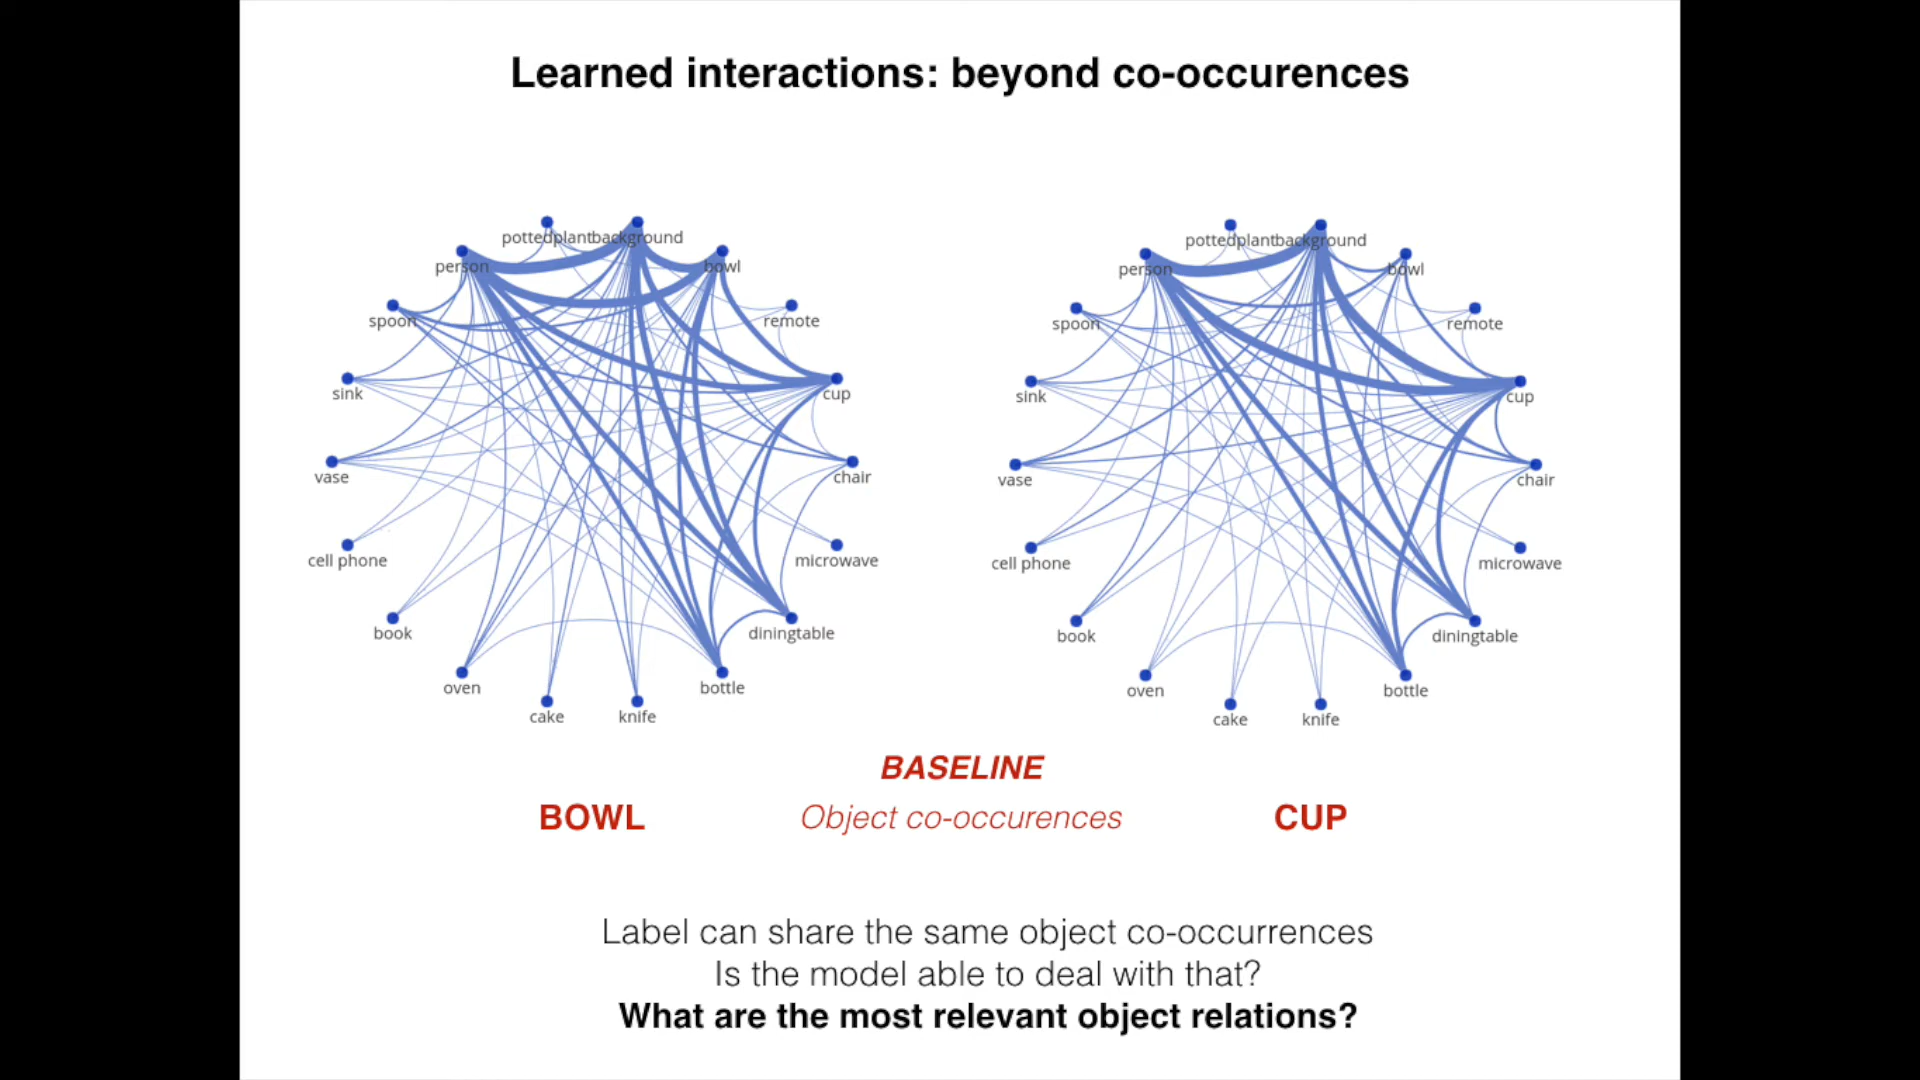 Learned interactions: beyond co-occurences
pottedplant
background
person
bowl
spoon
remote
sink
cup
vase
chair
cell phone
microwave
book
diningtable
oven
bottle
cake
knife
pottedplant
background
person
bowl
spoon
remote
sink
cup
vase
chair
cell phone
microwave
book
diningtable
oven
bottle
cake
knife
BASELINE
BOWL
Object co-occurences
CUP
Label can share the same object co-occurrences
Is the model able to deal with that?
What are the most relevant object relations?